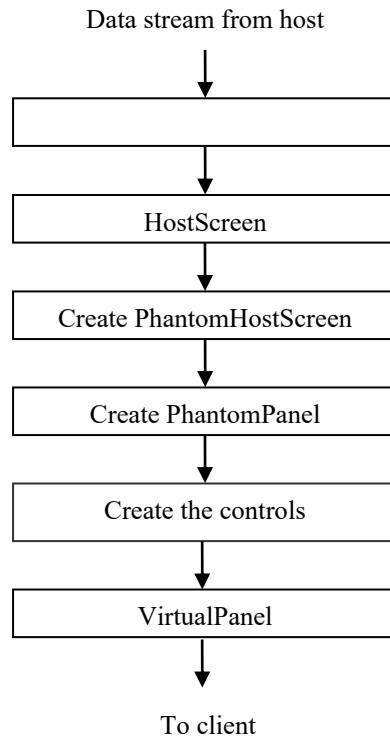 Data stream from host
HostScreen
Create PhantomHostScreen
Create PhantomPanel
Create the controls
VirtualPanel
To client